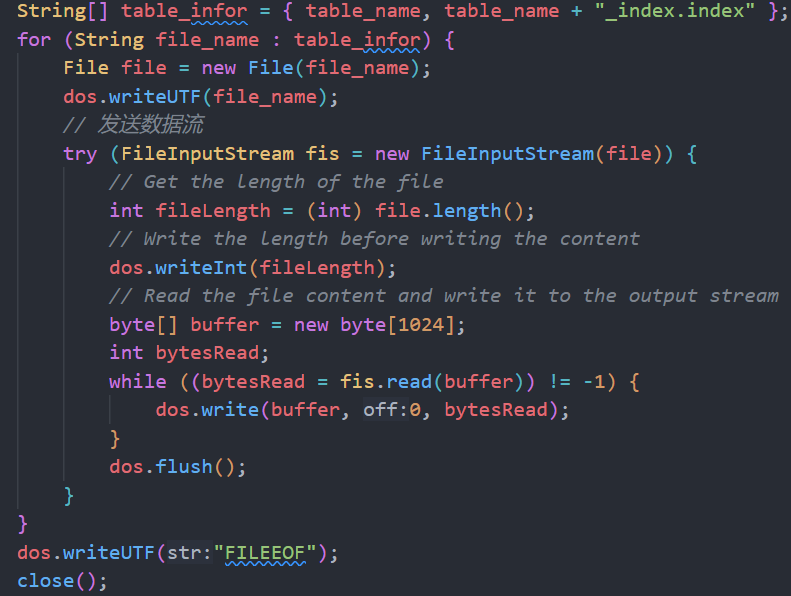 String[] table_infor = { table_name, table_name + "_index.index" };
for (String file_name : table_infor) {
File file = new File(file_name);
dos.writeUTF(file_name);
// 发送数据流
try (FileInputStream fis = new FileInputStream(file)) {
// Get the length of the file
int fileLength = (int) file.length();
// Write the length before writing the content
dos.writeInt(fileLength);
// Read the file content and write it to the output stream
byte[] buffer = new byte[1024];
int bytesRead;
while ((bytesRead = fis.read(buffer)) != -1) {
dos.write(buffer, off:0, bytesRead);
}
dos.flush();
}
}
dos.writeUTF(str:"FILEEOF");
close();